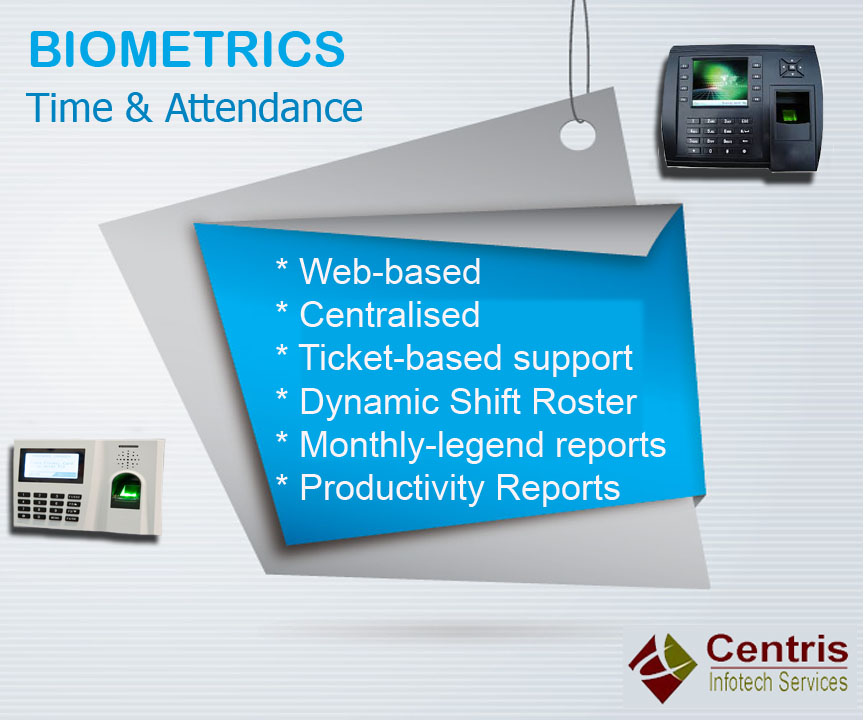 BIOMETRICS
Time & Attendance
* Web-based
* Centralised
* Ticket-based support
* Dynamic Shift Roster
* Monthly-legend reports
* Productivity Reports
Centris
Infotech Services